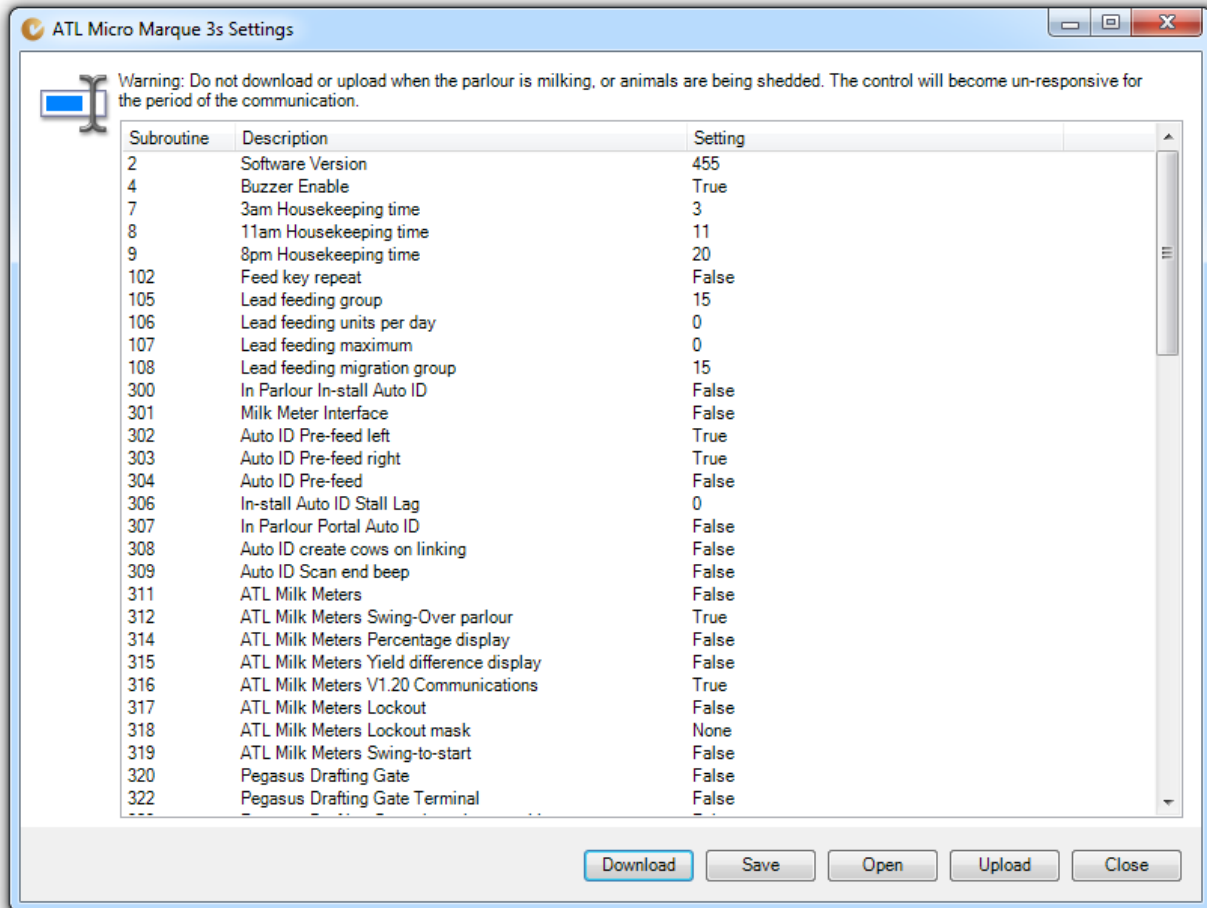 ATL Micro Marque 3s Settings
Warning: Do not download or upload when the parlour is milking, or animals are being shedded. The control will become un-responsive for
the period of the communication.
Subroutine Description Setting
2 Software Version 455
4 Buzzer Enable True
7 3am Housekeeping time 3
8 11am Housekeeping time 11
9 8pm Housekeeping time 20
102 Feed key repeat False
105 Lead feeding group 15
106 Lead feeding units per day 0
107 Lead feeding maximum 0
108 Lead feeding migration group 15
300 In Parlour In-stall Auto ID False
301 Milk Meter Interface False
302 Auto ID Pre-feed left True
303 Auto ID Pre-feed right True
304 Auto ID Pre-feed False
306 In-stall Auto ID Stall Lag 0
307 In Parlour Portal Auto ID False
308 Auto ID create cows on linking False
309 Auto ID Scan end beep False
311 ATL Milk Meters False
312 ATL Milk Meters Swing-Over parlour True
314 ATL Milk Meters Percentage display False
315 ATL Milk Meters Yield difference display False
316 ATL Milk Meters V1.20 Communications True
317 ATL Milk Meters Lockout False
318 ATL Milk Meters Lockout mask None
319 ATL Milk Meters Swing-to-start False
320 Pegasus Drafting Gate False
322 Pegasus Drafting Gate Terminal False
Download Save Open Upload Close